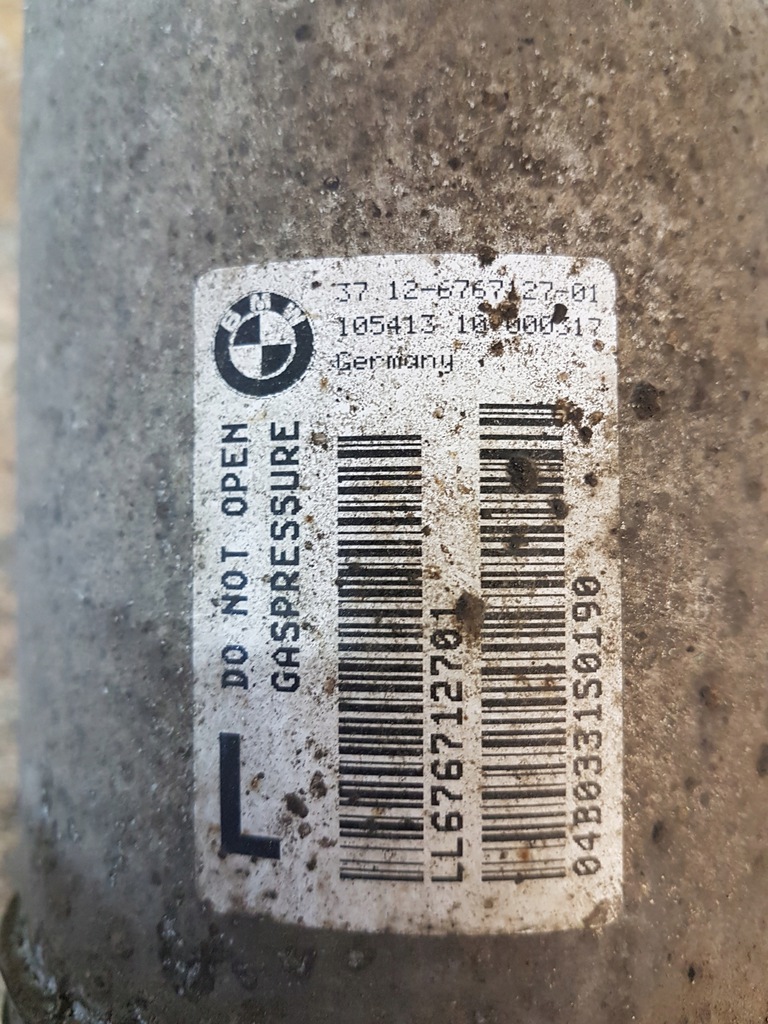 BMW
37 12-6767127-01
105413 10 000317
Germany
DO NOT OPEN
GASPRESSURE
L
LL676712701
04B0331S0190